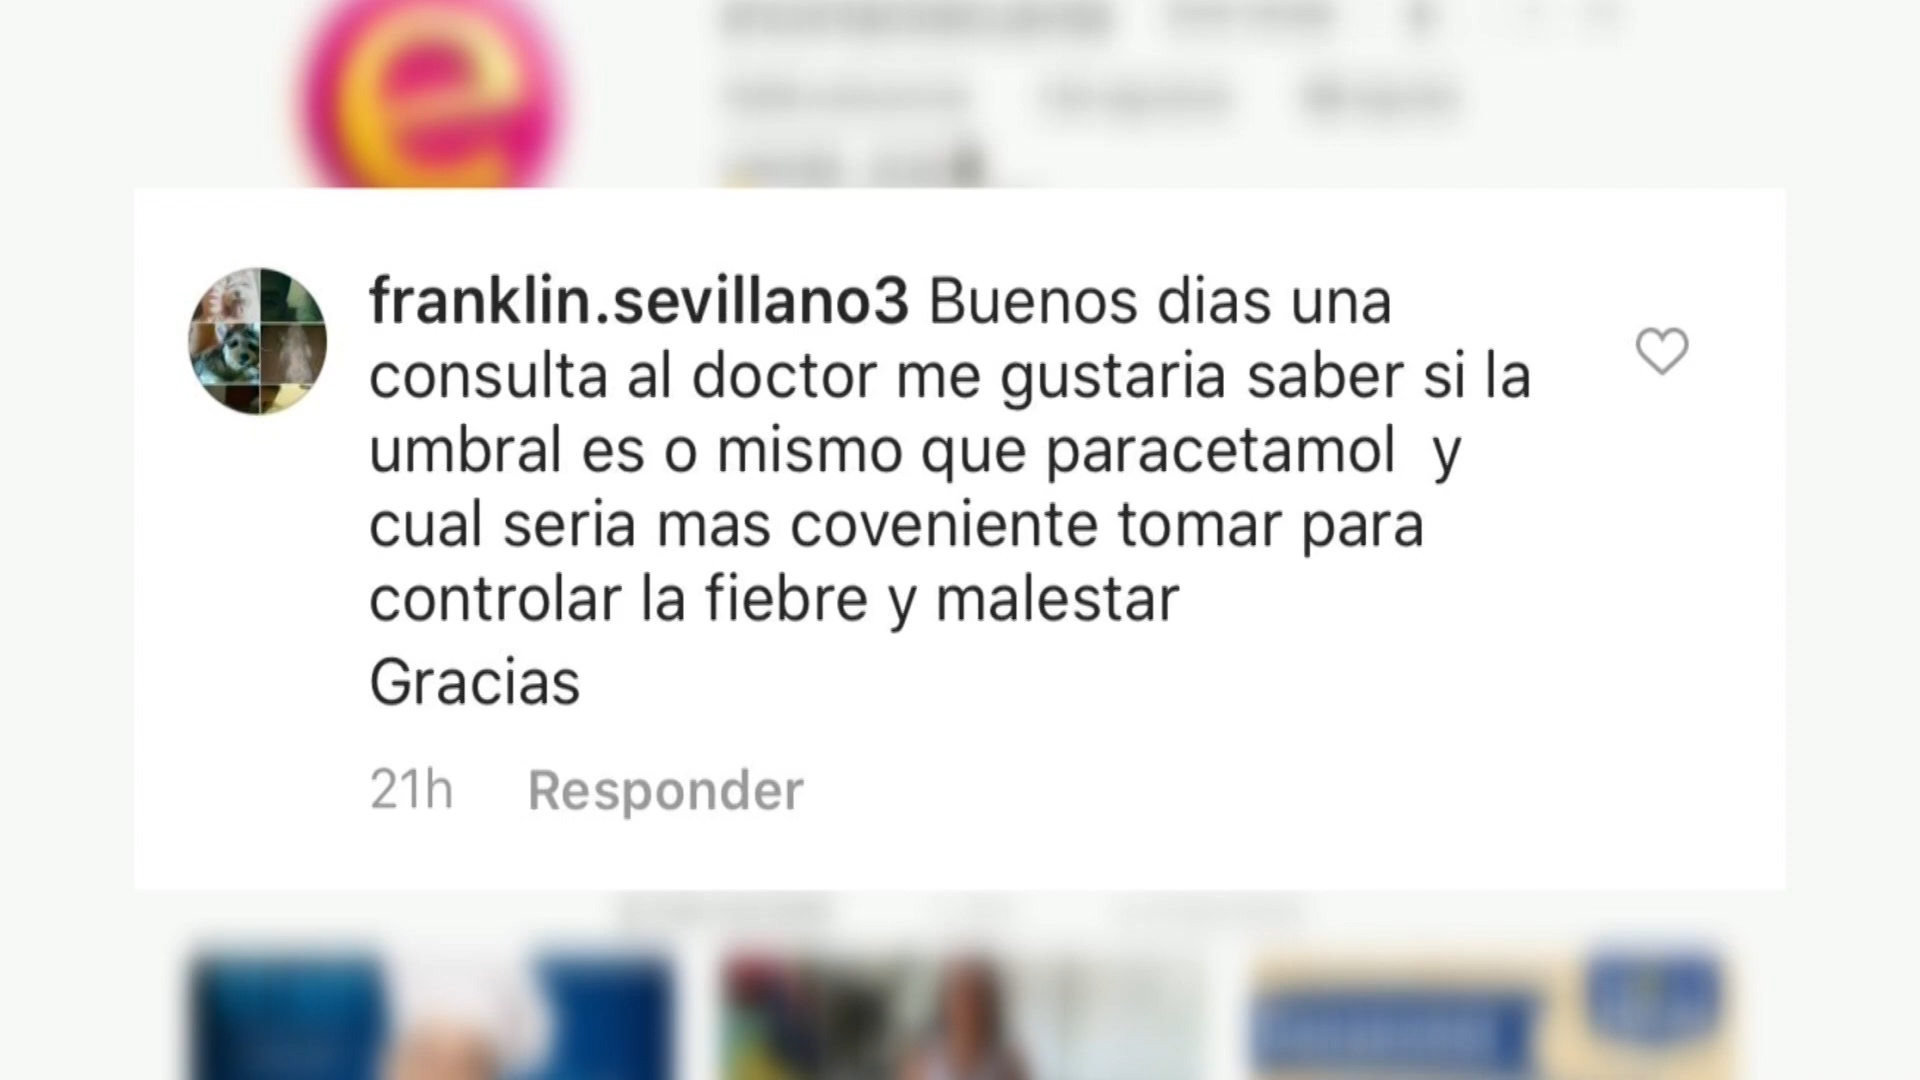 e
franklin.sevillano3 Buenos dias una
consulta al doctor me gustaria saber si la
umbral es o mismo que paracetamol  y
cual seria mas coveniente tomar para
controlar la fiebre y malestar
Gracias
21h Responder